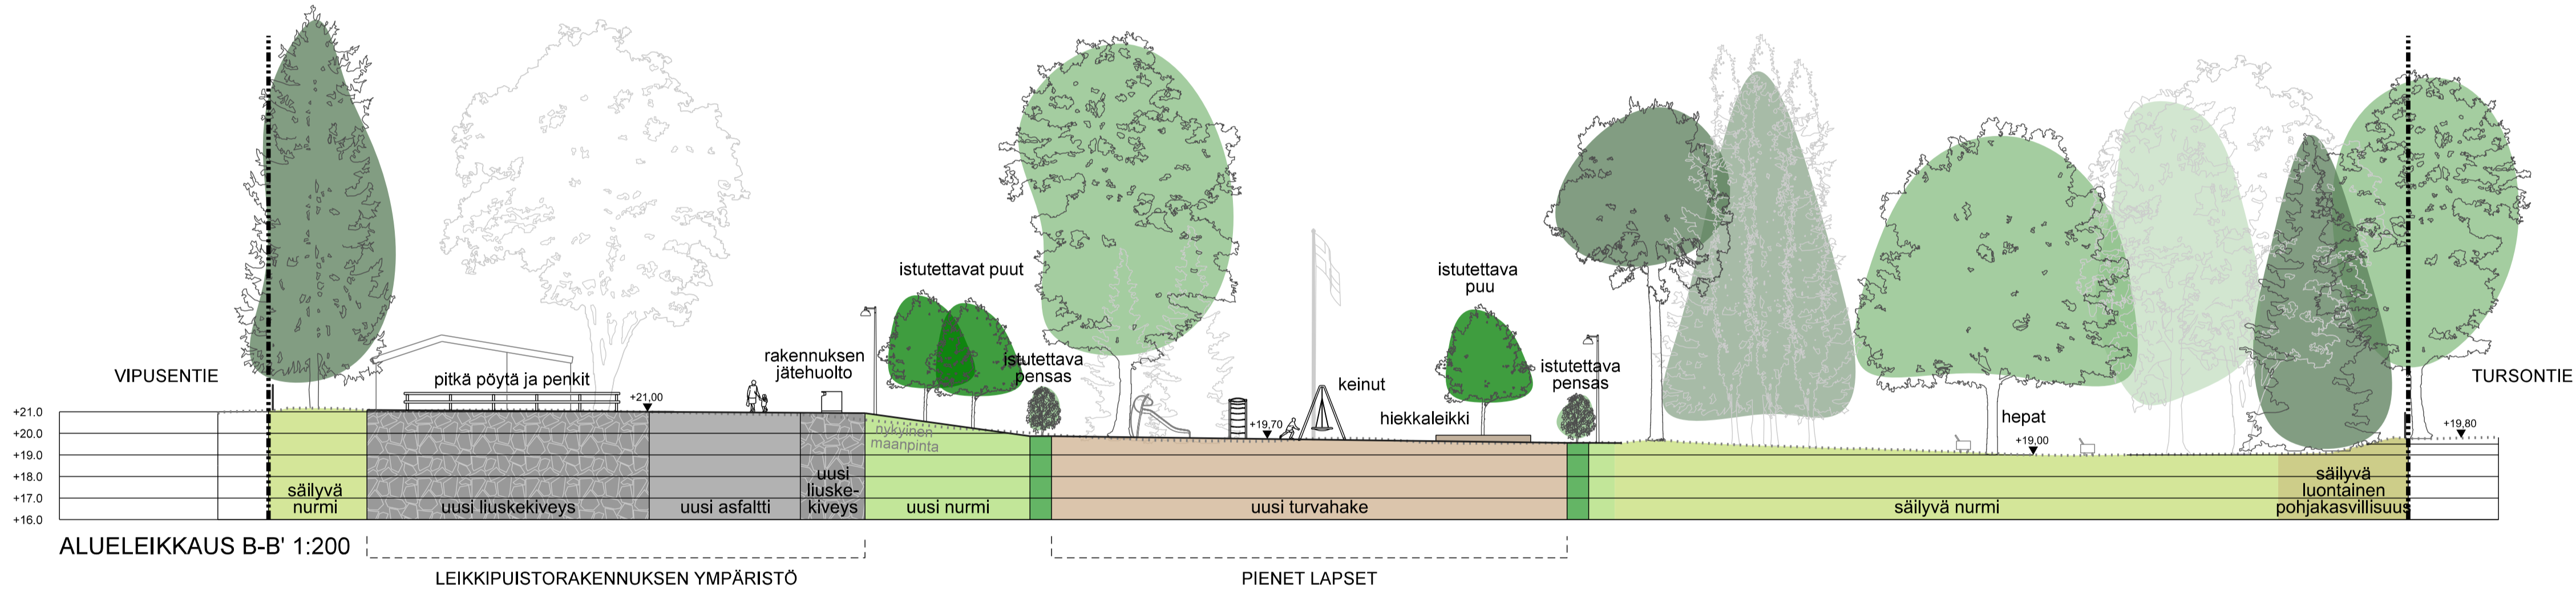 istutettavat puut
istutettava
puu
istutettava
pensas
rakennuksen
jätehuolto
istutettava
pensas
VIPUSENTIE
pitkä pöytä ja penkit
keinut
TURSONTIE
hiekkaleikki
hepat
+21,00
+19,70
+19,00
+19,80
nykyinen
maanpinta
+21.0
+20.0
+19.0
+18.0
+17.0
+16.0
säilyvä
nurmi
uusi liuskekiveys
uusi asfaltti
uusi
liuske-
kiveys
uusi nurmi
uusi turvahake
säilyvä nurmi
säilyvä
luontainen
pohjakasvillisuus
ALUELEIKKAUS B-B' 1:200
LEIKKIPUISTORAKENNUKSEN YMPÄRISTÖ
PIENET LAPSET